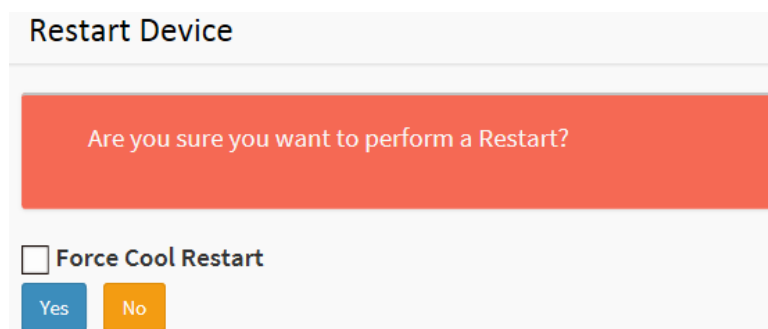 Restart Device
Are you sure you want to perform a Restart?
Force Cool Restart
Yes No